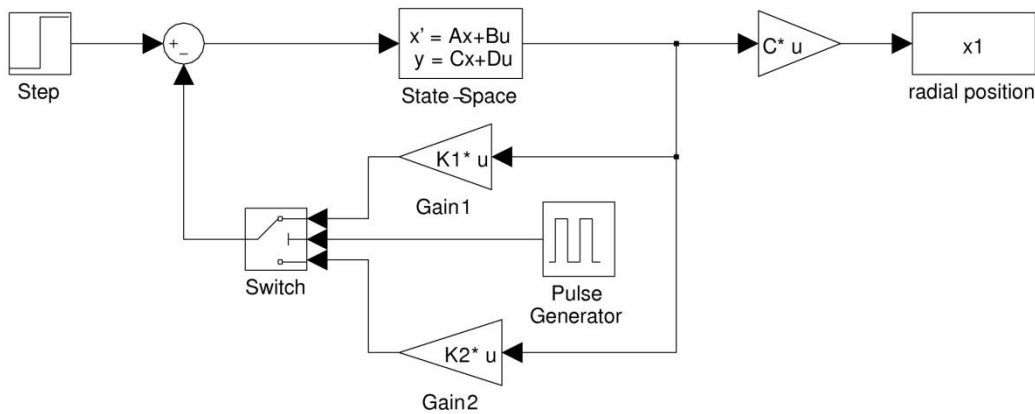 Step
+
−
x' = Ax+Bu
y = Cx+Du
State-Space
C* u
x1
radial position
K1* u
Gain1
Switch
Pulse
Generator
K2* u
Gain2